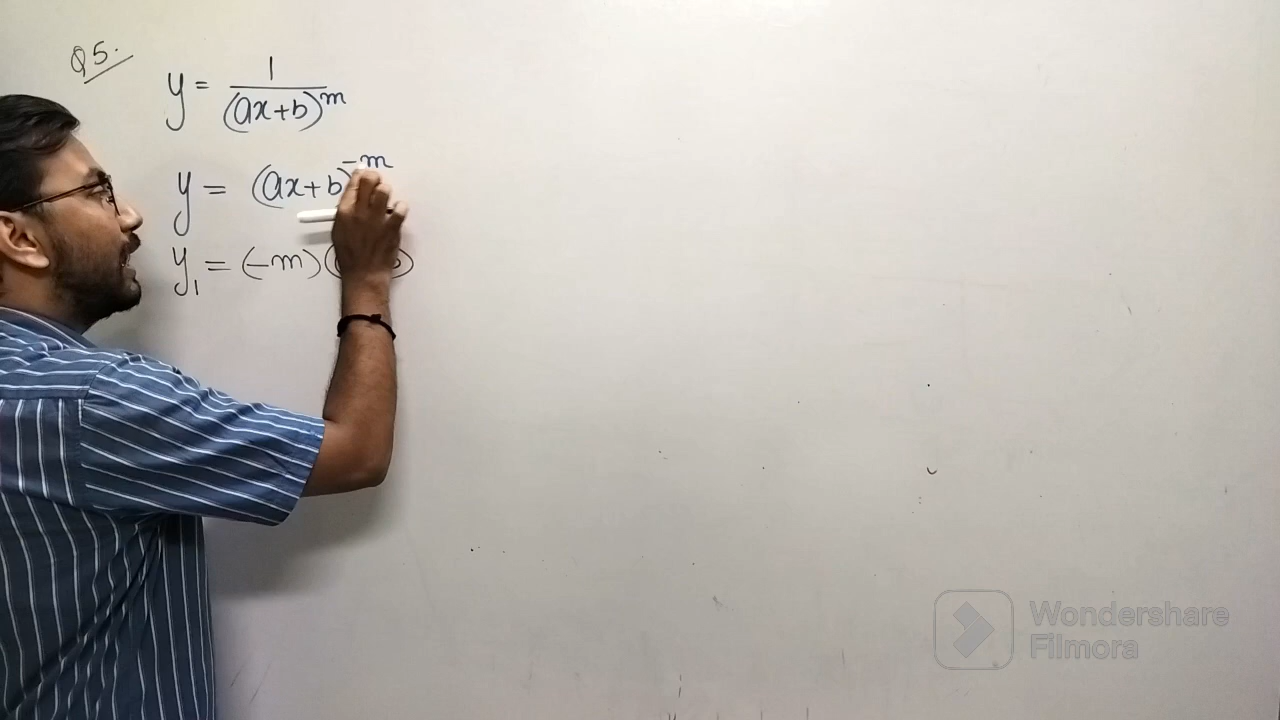 Q5.
y = 1/(ax+b)^m
y = (ax+b)^-m
y₁ = (-m)(
Wondershare
Filmora